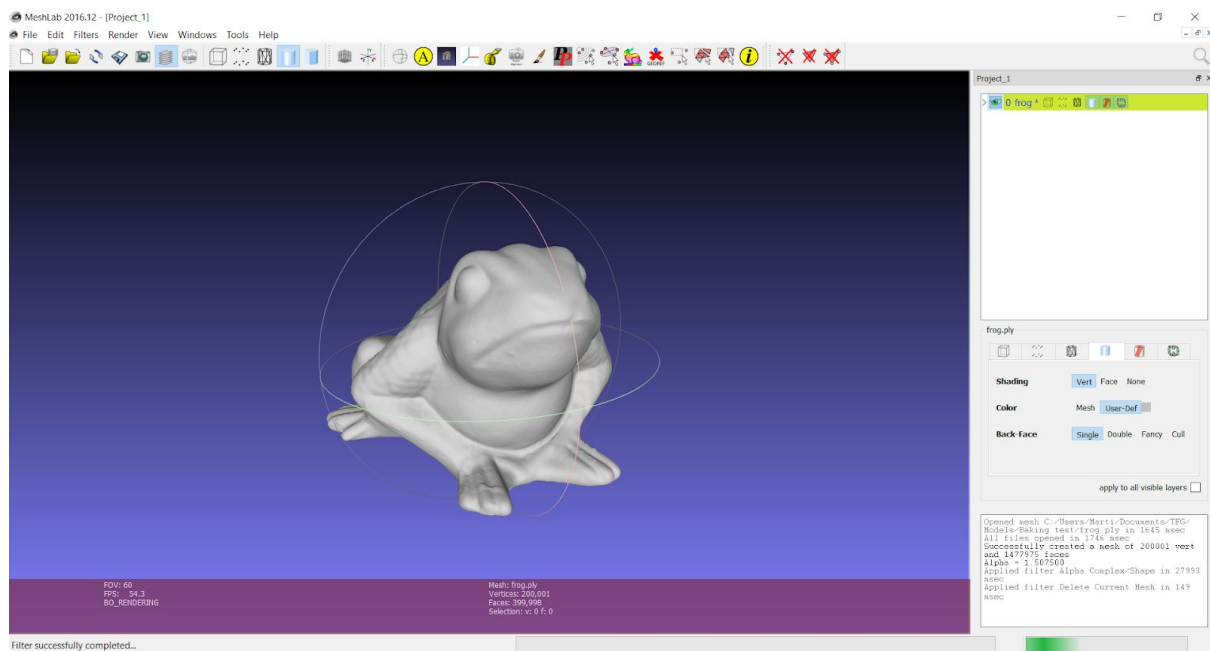 MeshLab 2016.12 - [Project_1]
File Edit Filters Render View Windows Tools Help
Project_1
0 frog *
frog.ply
Shading Vert Face None
Color Mesh User-Def
Back-Face Single Double Fancy Cull
apply to all visible layers
Opened mesh C:/Users/Marti/Documents/TFG/
Models/Baking test/frog.ply in 1645 msec
All files opened in 1746 msec
Successfully created a mesh of 200001 vert
and 1477975 faces
Alpha = 1.507500
Applied filter Alpha Complex/Shape in 27993
msec
Applied filter Delete Current Mesh in 149
msec
FOV: 60
FPS: 54.3
BO_RENDERING
Mesh: frog.ply
Vertices: 200,001
Faces: 399,998
Selection: v: 0 f: 0
Filter successfully completed...